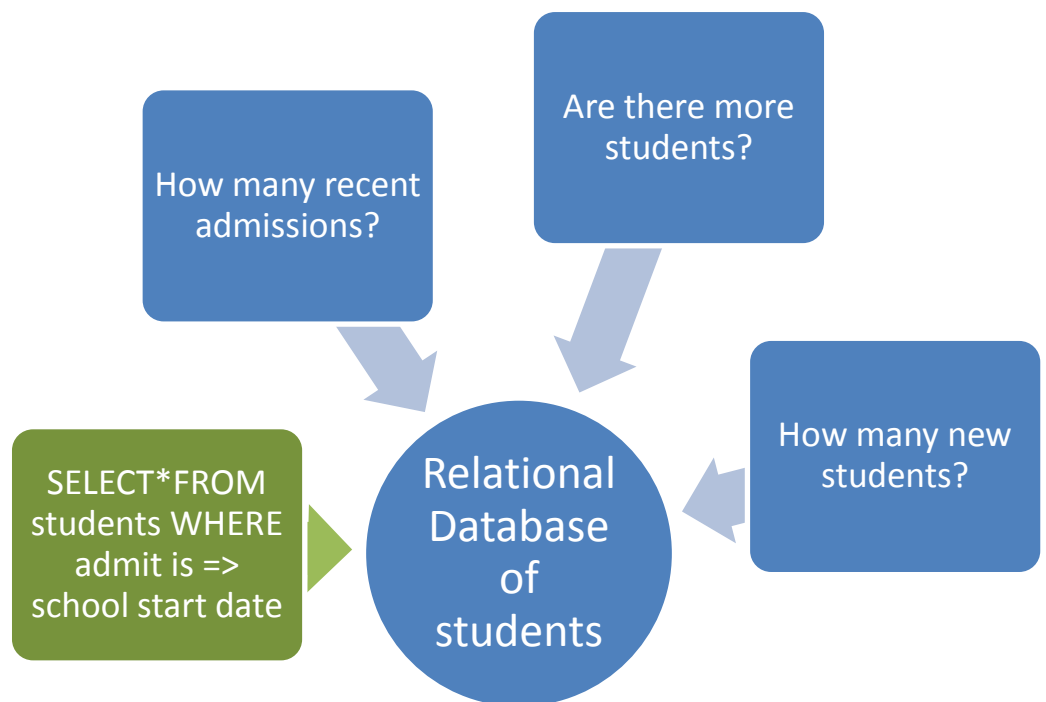 Are there more
students?
How many recent
admissions?
How many new
students?
SELECT*FROM
students WHERE
admit is =>
school start date
Relational
Database
of
students